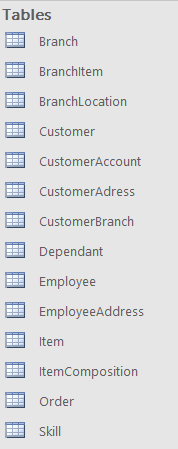 Tables
Branch
BranchItem
BranchLocation
Customer
CustomerAccount
CustomerAdress
CustomerBranch
Dependant
Employee
EmployeeAddress
Item
ItemComposition
Order
Skill